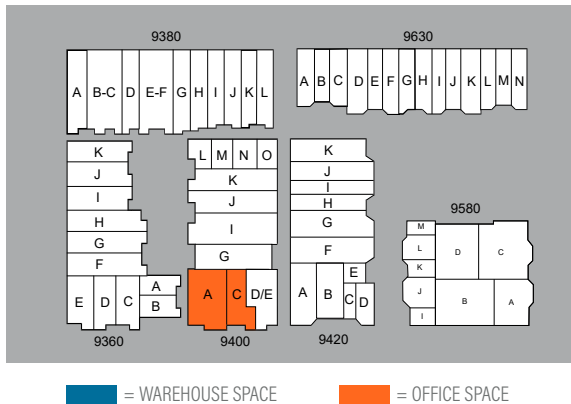 9380 9630
A B-C D E-F G H I J K L
A B C D E F G H I J K L M N
K
J
I
H
G
F
E D C A
B
9360
L M N O
K
J
I
G
A C D/E
9400
K
J
I
H
G
F
E
A B C D
9420
9580
M
L
K
J
I
D C
B A
= WAREHOUSE SPACE = OFFICE SPACE